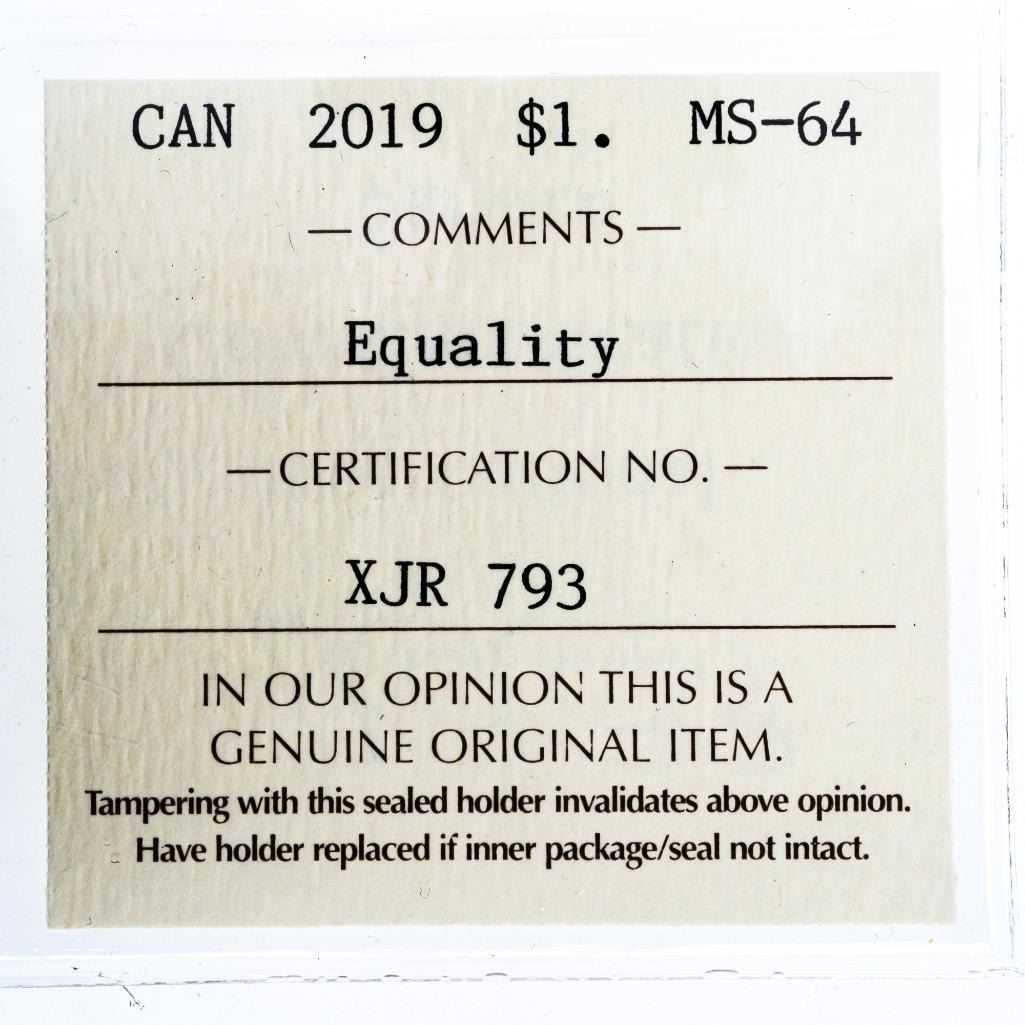 CAN 2019 $1. MS-64
— COMMENTS —
Equality
— CERTIFICATION NO. —
XJR 793
IN OUR OPINION THIS IS A
GENUINE ORIGINAL ITEM.
Tampering with this sealed holder invalidates above opinion.
Have holder replaced if inner package/seal not intact.